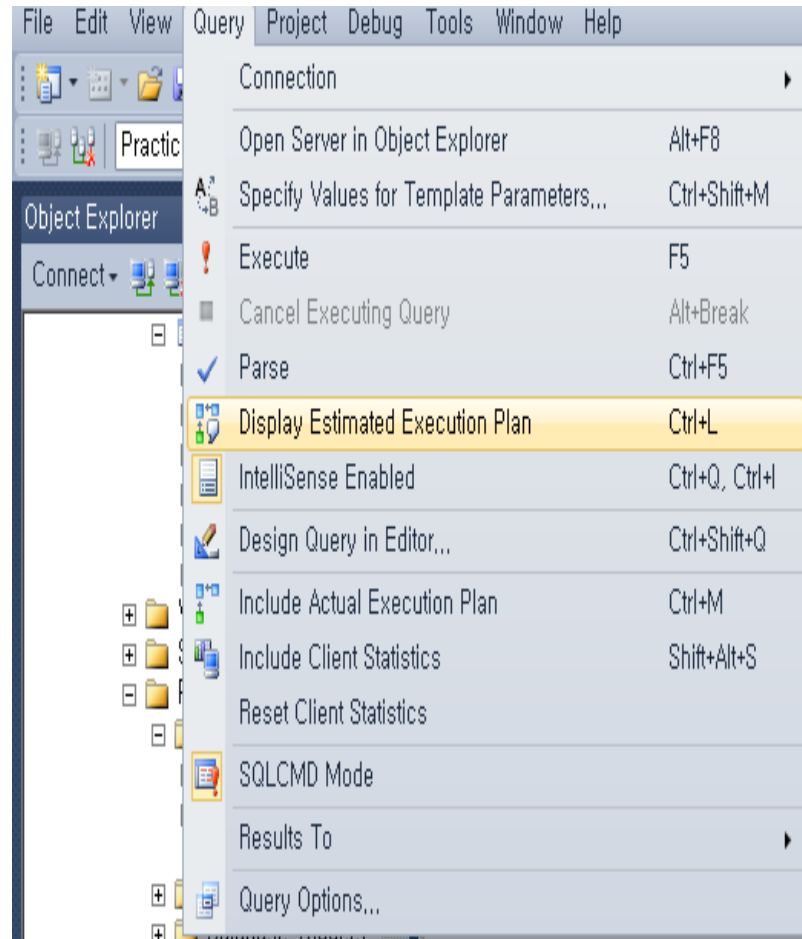 File Edit View Query Project Debug Tools Window Help
Connection
Practic
Open Server in Object Explorer Alt+F8
Specify Values for Template Parameters... Ctrl+Shift+M
Object Explorer
Execute F5
Connect
Cancel Executing Query Alt+Break
Parse Ctrl+F5
Display Estimated Execution Plan Ctrl+L
IntelliSense Enabled Ctrl+Q, Ctrl+I
Design Query in Editor... Ctrl+Shift+Q
Include Actual Execution Plan Ctrl+M
Include Client Statistics Shift+Alt+S
Reset Client Statistics
SQLCMD Mode
Results To
Query Options...